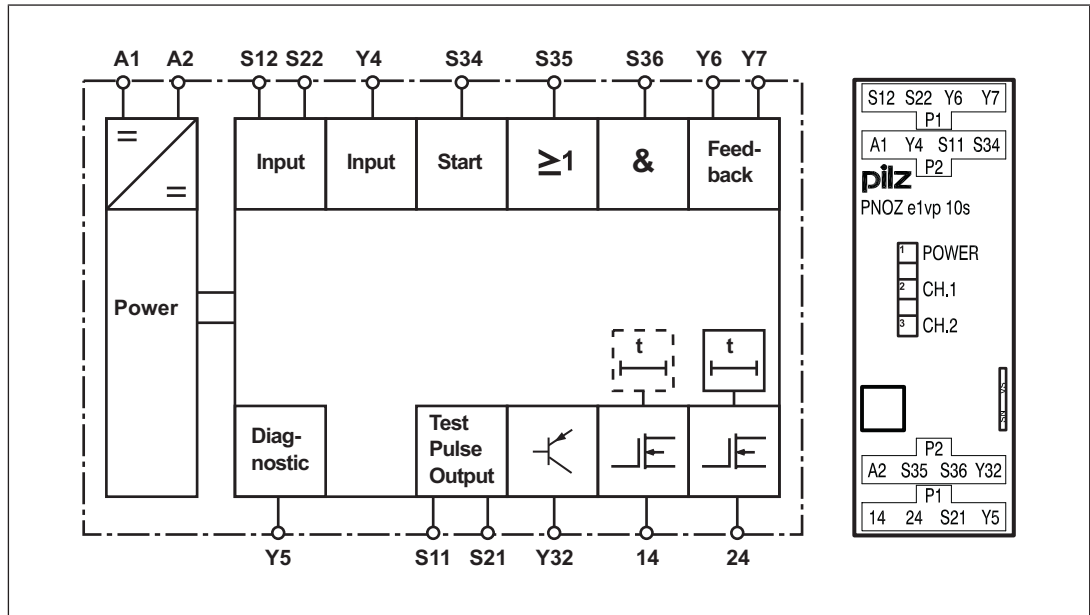 A1 A2 S12 S22 Y4 S34 S35 S36 Y6 Y7
= =
Input Input Start ≥1 & Feed-
back
Power
t t
Diag-
nostic
Test
Pulse
Output
Y5 S11 S21 Y32 14 24
S12 S22 Y6 Y7
P1
A1 Y4 S11 S34
P2
pilz
PNOZ e1vp 10s
1 POWER
2 CH.1
3 CH.2
P2
A2 S35 S36 Y32
P1
14 24 S21 Y5